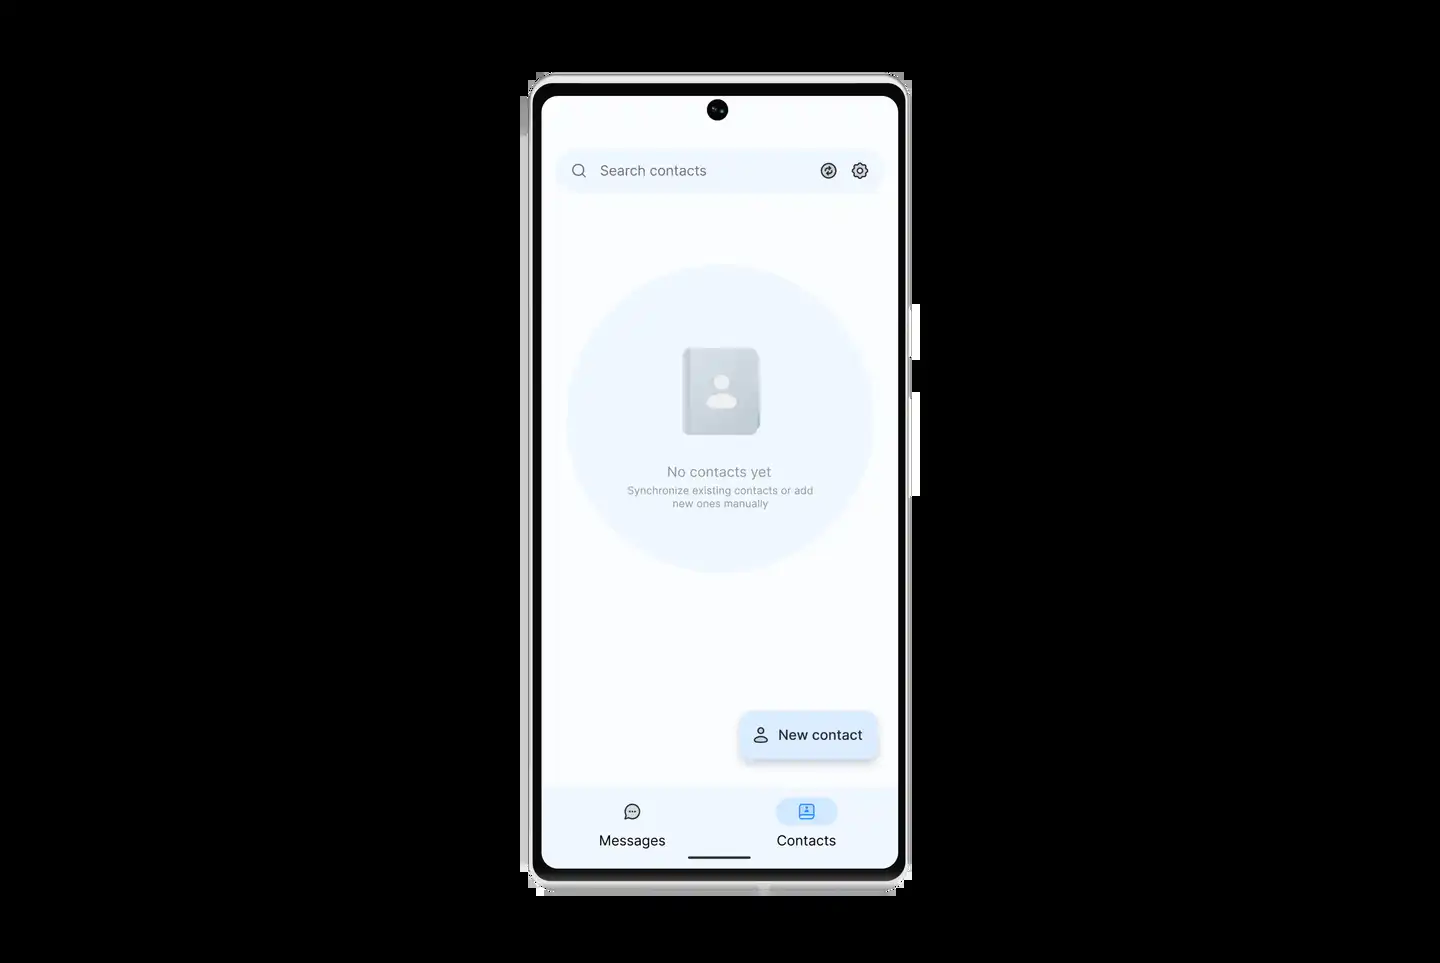 Search contacts
No contacts yet
Synchronize existing contacts or add
new ones manually
New contact
Messages
Contacts